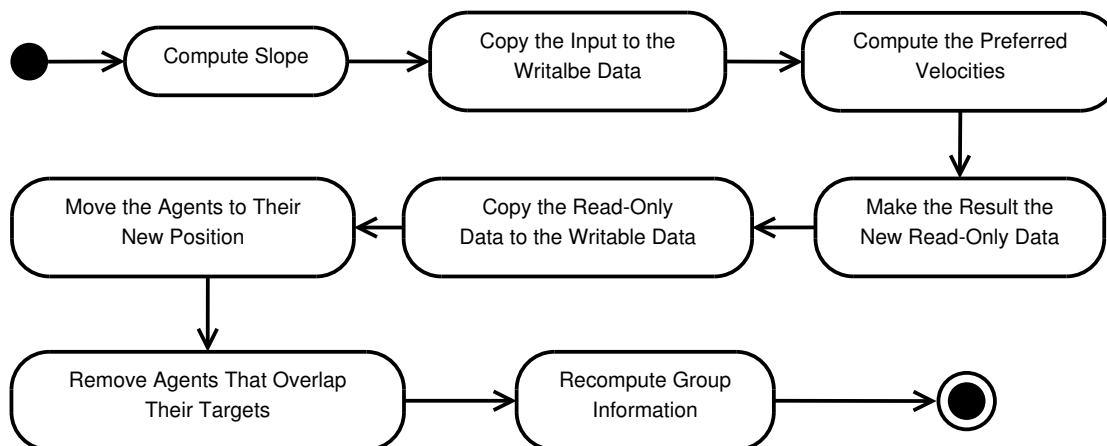 Compute Slope
Copy the Input to the
Writalbe Data
Compute the Preferred
Velocities
Make the Result the
New Read-Only Data
Copy the Read-Only
Data to the Writable Data
Move the Agents to Their
New Position
Remove Agents That Overlap
Their Targets
Recompute Group
Information